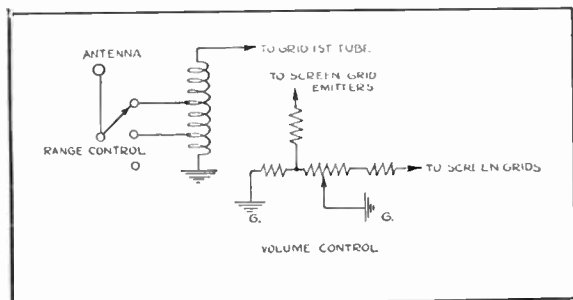 TO GRID 1ST TUBE
ANTENNA
TO SCREEN GRID
EMITTERS
RANGE CONTROL
TO SCREEN GRIDS
G.
G.
VOLUME CONTROL